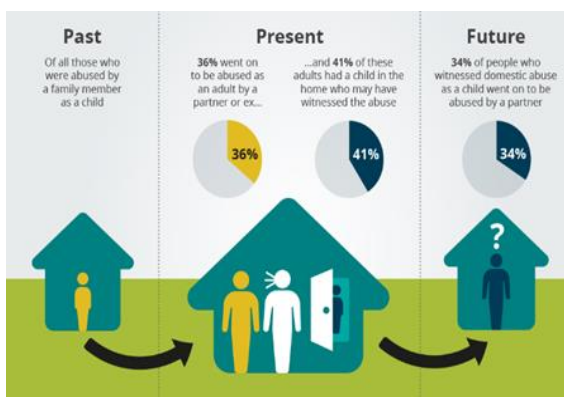 Past
Of all those who
were abused by
a family member
as a child
Present
36% went on
to be abused as
an adult by a
partner or ex...
36%
...and 41% of these
adults had a child in the
home who may have
witnessed the abuse
41%
Future
34% of people who
witnessed domestic abuse
as a child went on to be
abused by a partner
34%
?